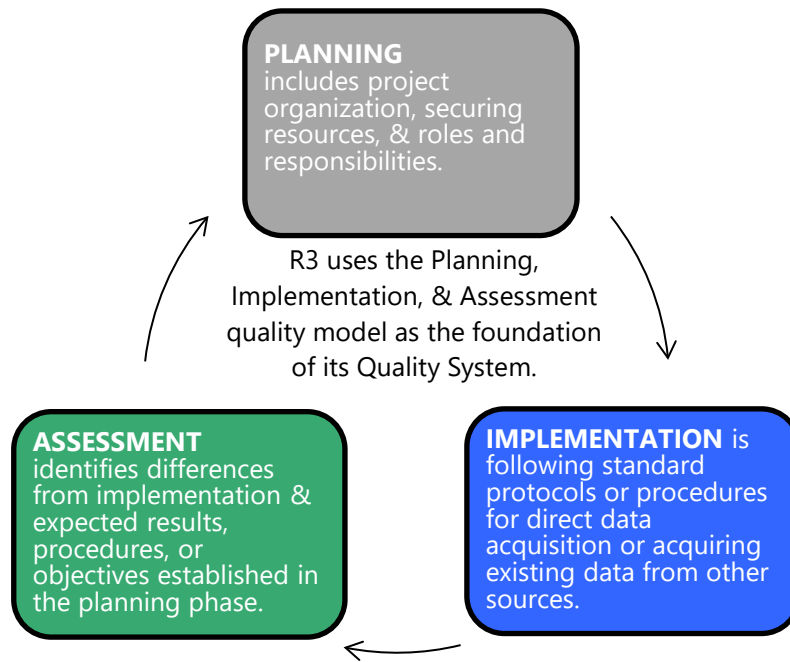 PLANNING
includes project
organization, securing
resources, & roles and
responsibilities.
R3 uses the Planning,
Implementation, & Assessment
quality model as the foundation
of its Quality System.
ASSESSMENT
identifies differences
from implementation &
expected results,
procedures, or
objectives established in
the planning phase.
IMPLEMENTATION is
following standard
protocols or procedures
for direct data
acquisition or acquiring
existing data from other
sources.